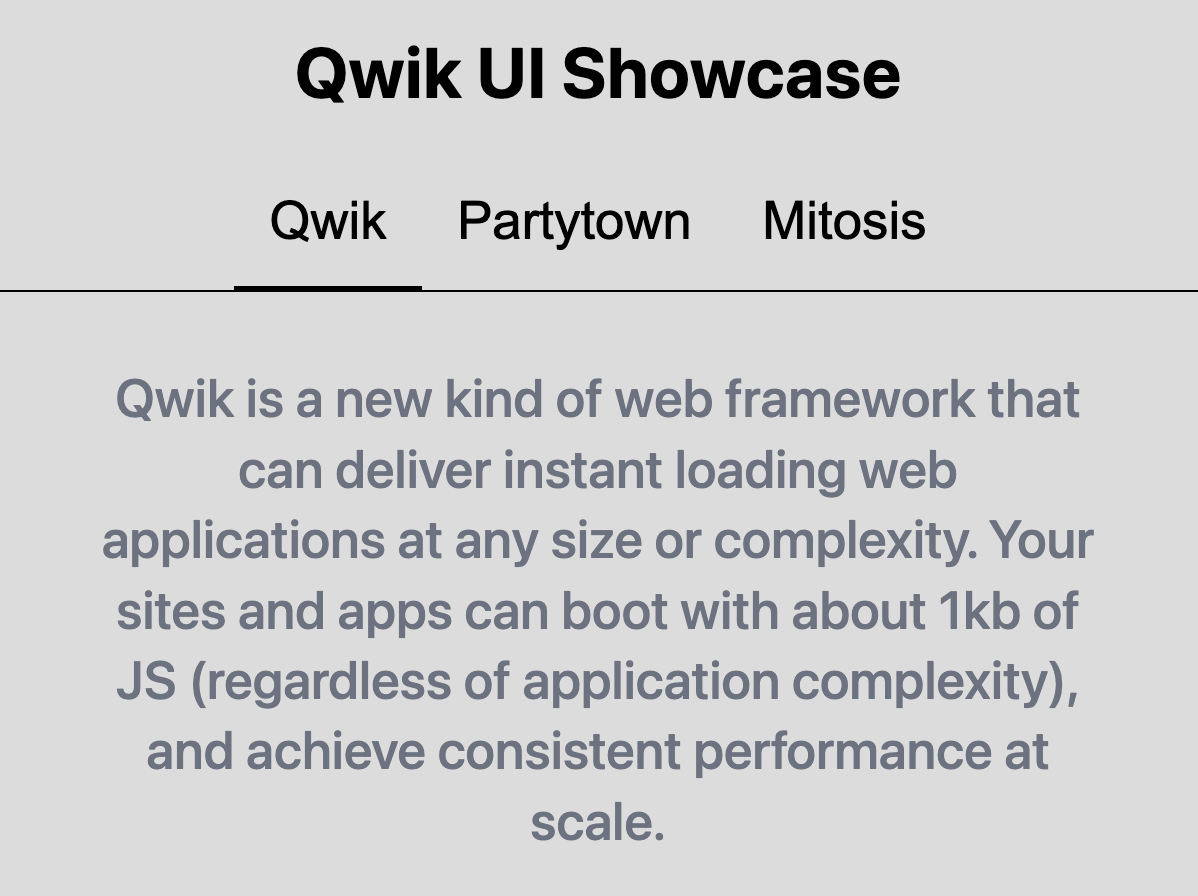 Qwik UI Showcase
Qwik Partytown Mitosis
Qwik is a new kind of web framework that
can deliver instant loading web
applications at any size or complexity. Your
sites and apps can boot with about 1kb of
JS (regardless of application complexity),
and achieve consistent performance at
scale.